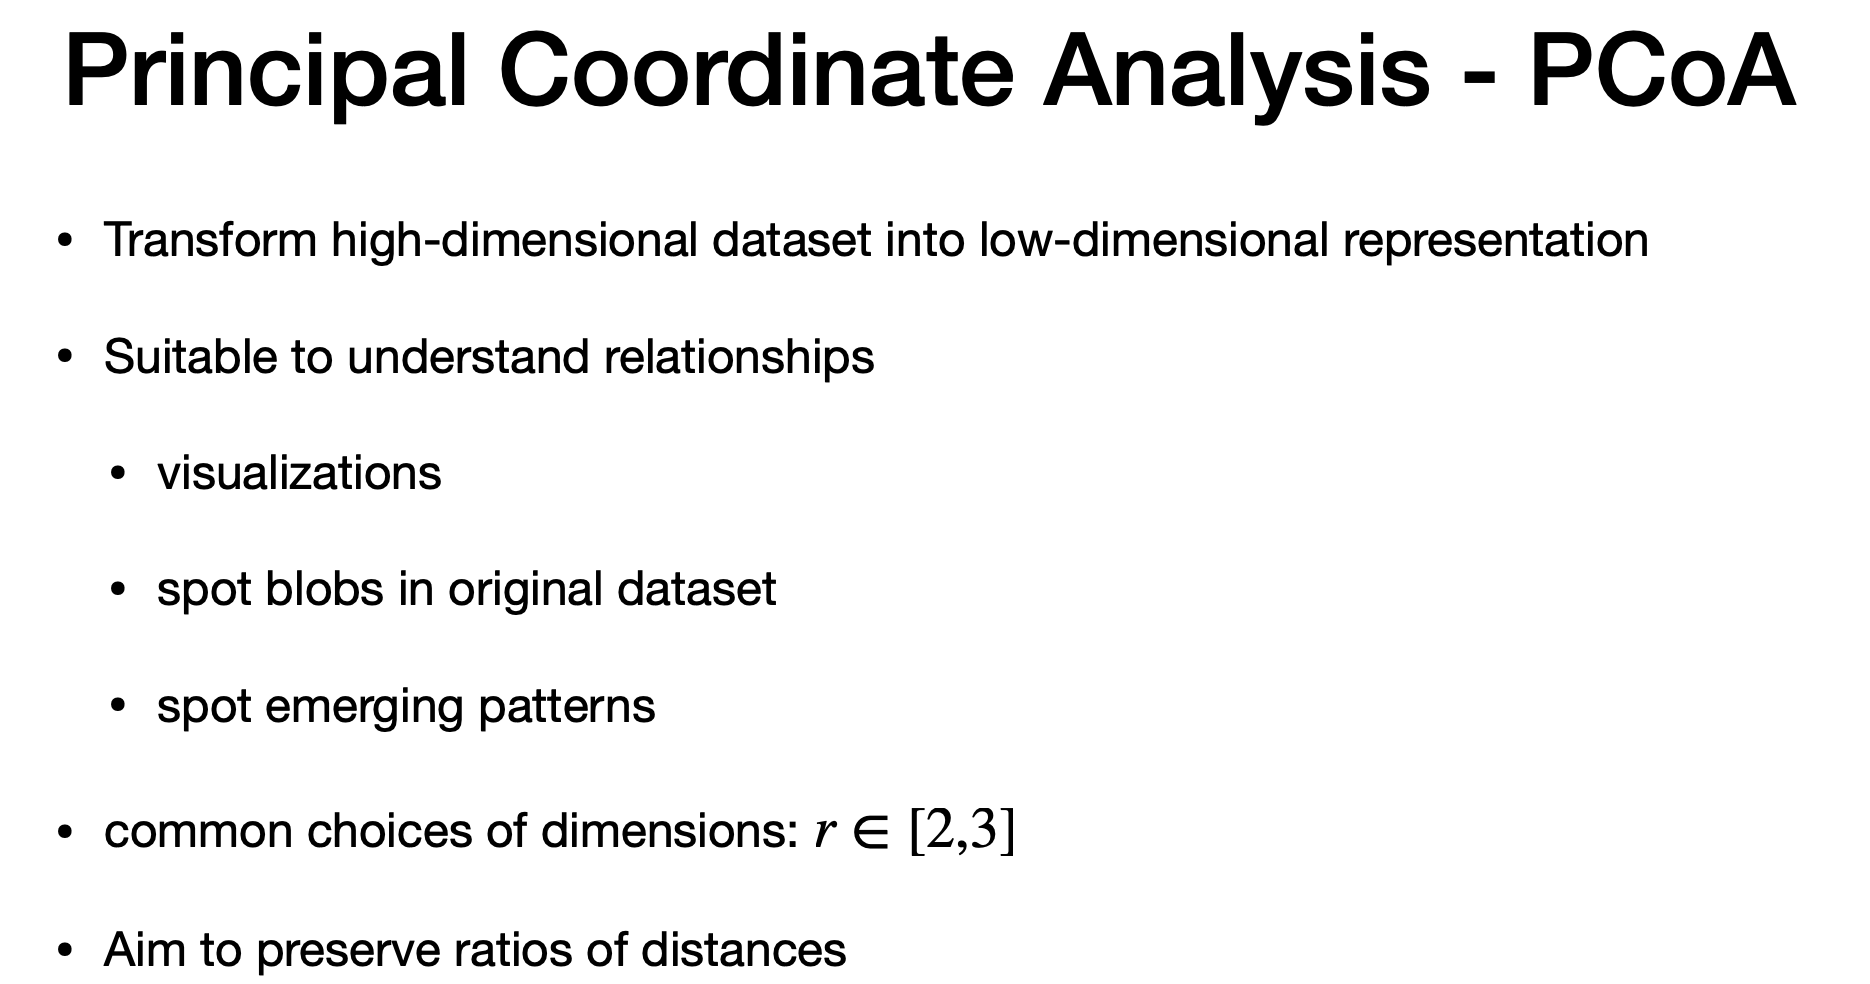 Principal Coordinate Analysis - PCoA
• Transform high-dimensional dataset into low-dimensional representation
• Suitable to understand relationships
• visualizations
• spot blobs in original dataset
• spot emerging patterns
• common choices of dimensions: r ∈ [2,3]
• Aim to preserve ratios of distances